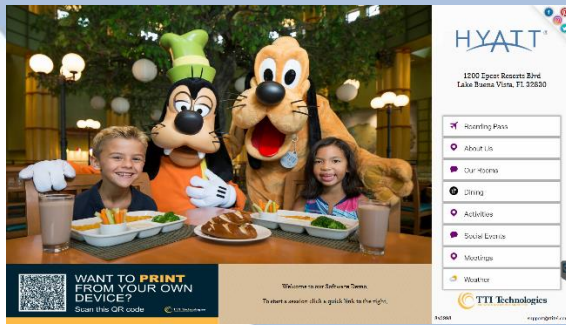 HYATT
1200 Epcot Resorts Blvd
Lake Buena Vista, FL 32830
Boarding Pass
About Us
Our Rooms
Dining
Activities
Social Events
Meetings
Weather
TTI Technologies
WANT TO PRINT
FROM YOUR OWN
DEVICE?
Scan this QR code
TTI Technologies
Welcome to our Software Demo.
To start a session click a quick link to the right.